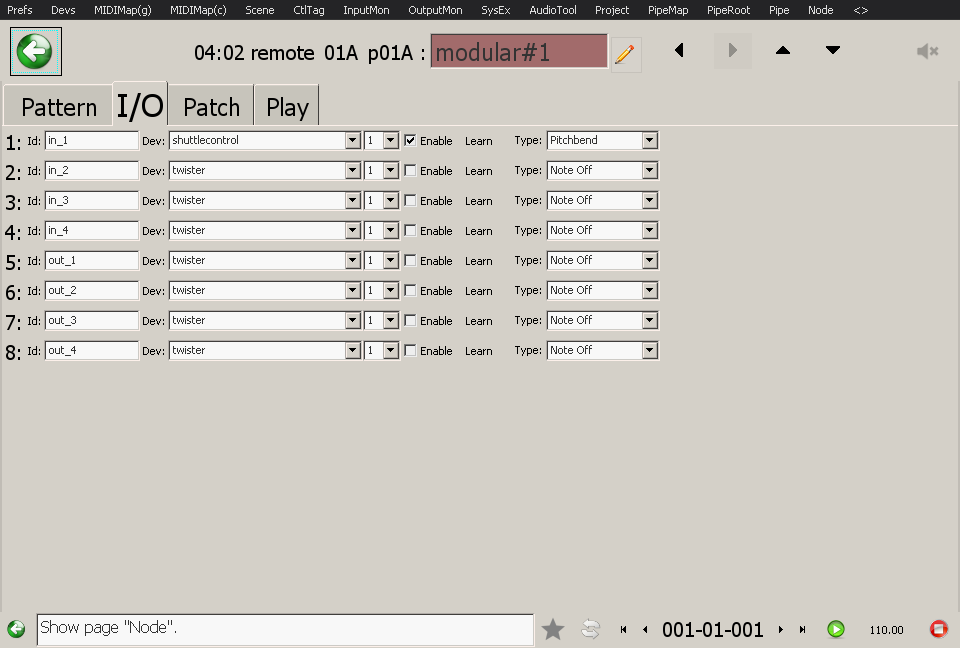 Prefs Devs MIDIMap(g) MIDIMap(c) Scene CtlTag InputMon OutputMon SysEx AudioTool Project PipeMap PipeRoot Pipe Node <>
04:02 remote 01A p01A : modular#1
Pattern I/O Patch Play
1: Id: in_1 Dev: shuttlecontrol 1 Enable Learn Type: Pitchbend
2: Id: in_2 Dev: twister 1 Enable Learn Type: Note Off
3: Id: in_3 Dev: twister 1 Enable Learn Type: Note Off
4: Id: in_4 Dev: twister 1 Enable Learn Type: Note Off
5: Id: out_1 Dev: twister 1 Enable Learn Type: Note Off
6: Id: out_2 Dev: twister 1 Enable Learn Type: Note Off
7: Id: out_3 Dev: twister 1 Enable Learn Type: Note Off
8: Id: out_4 Dev: twister 1 Enable Learn Type: Note Off
Show page "Node". 001-01-001 110.00